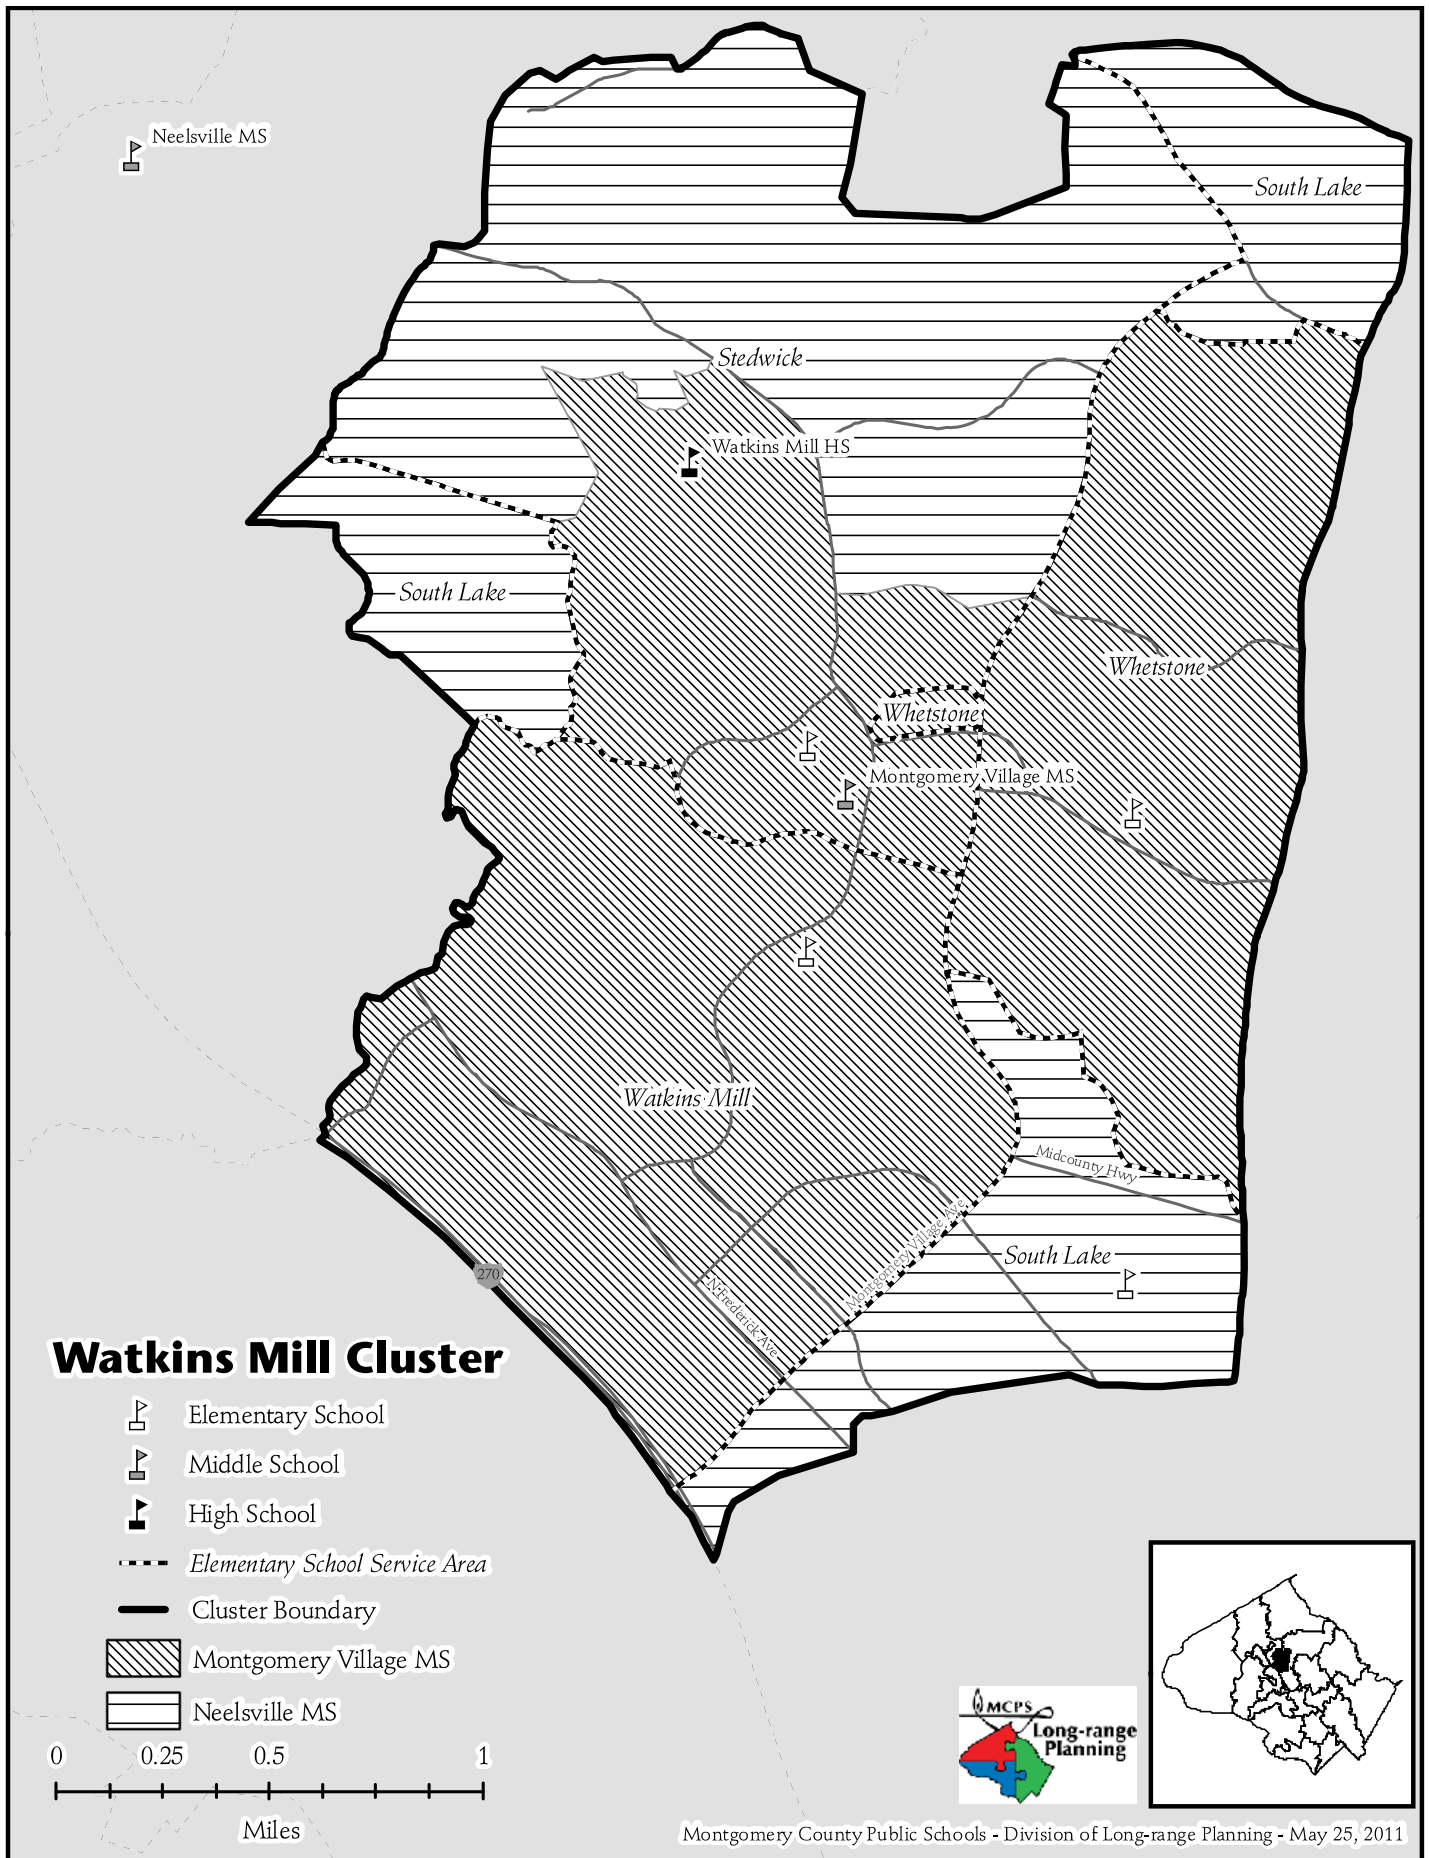 Neelsville MS
South Lake
Stedwick
Watkins Mill HS
South Lake
Whetstone
Whetstone
Montgomery Village MS
Watkins Mill
Midcounty Hwy
Montgomery Village Ave
South Lake
270
N Frederick Ave
Watkins Mill Cluster
Elementary School
Middle School
High School
Elementary School Service Area
Cluster Boundary
Montgomery Village MS
Neelsville MS
0 0.25 0.5 1
Miles
MCPS
Long-range
Planning
Montgomery County Public Schools - Division of Long-range Planning - May 25, 2011